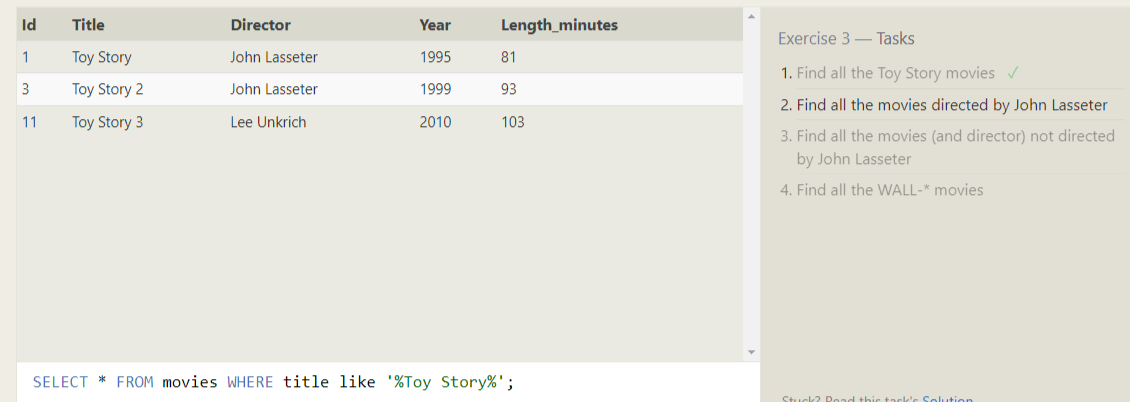 Id Title Director Year Length_minutes
1 Toy Story John Lasseter 1995 81
3 Toy Story 2 John Lasseter 1999 93
11 Toy Story 3 Lee Unkrich 2010 103
SELECT * FROM movies WHERE title like '%Toy Story%';
Exercise 3 — Tasks
1. Find all the Toy Story movies ✓
2. Find all the movies directed by John Lasseter
3. Find all the movies (and director) not directed
by John Lasseter
4. Find all the WALL-* movies
Stuck? Read this task's Solution